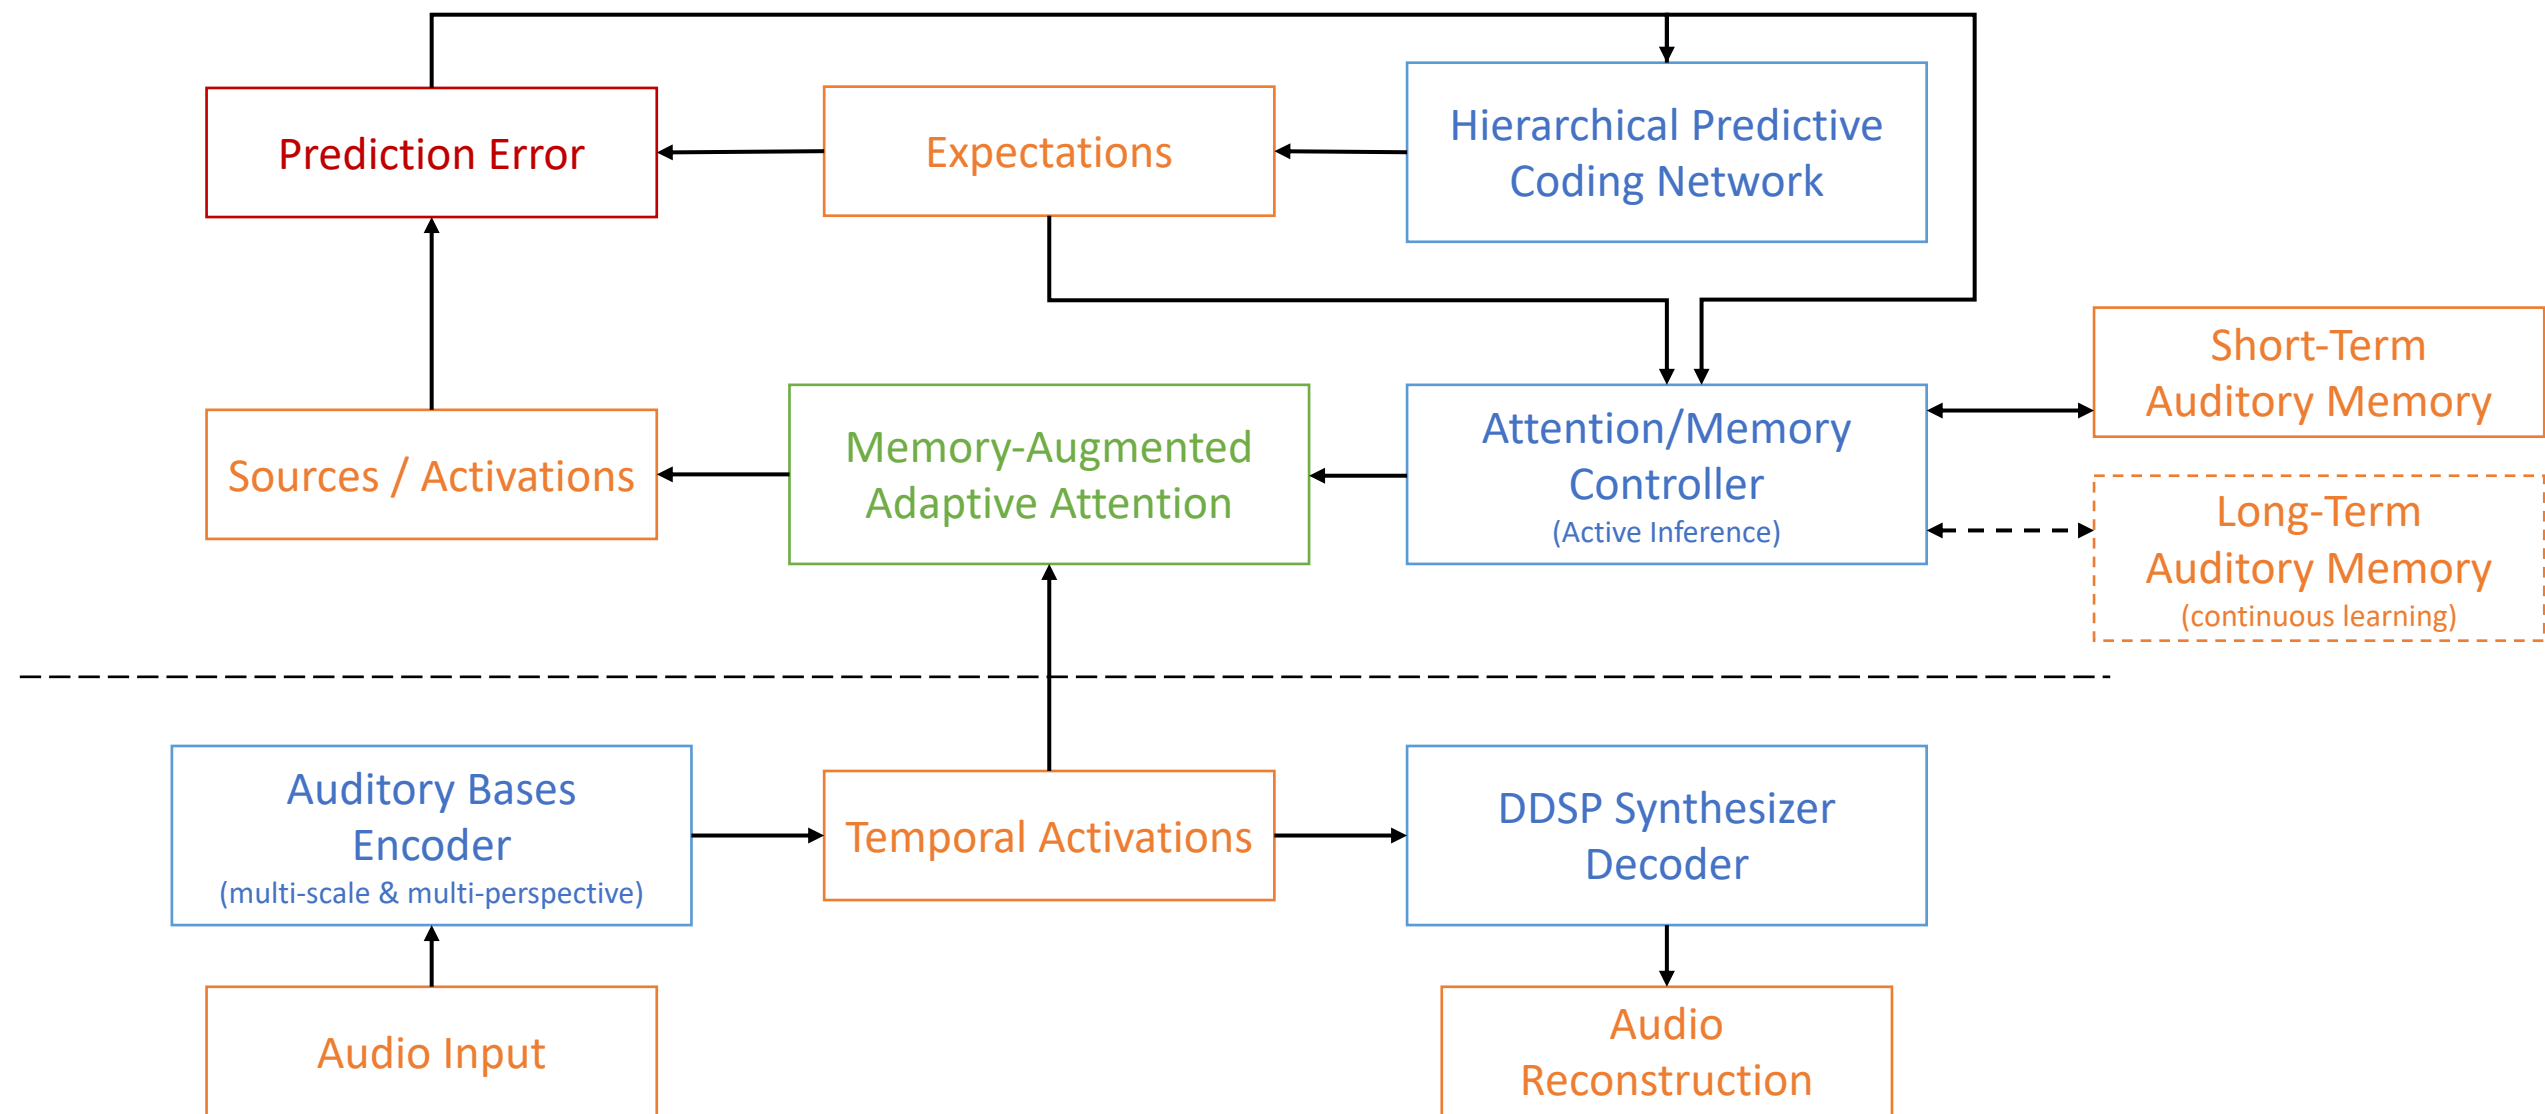 Prediction Error
Expectations
Hierarchical Predictive
Coding Network
Short-Term
Auditory Memory
Sources / Activations
Memory-Augmented
Adaptive Attention
Attention/Memory
Controller
(Active Inference)
Long-Term
Auditory Memory
(continuous learning)
Auditory Bases
Encoder
(multi-scale & multi-perspective)
Temporal Activations
DDSP Synthesizer
Decoder
Audio Input
Audio
Reconstruction